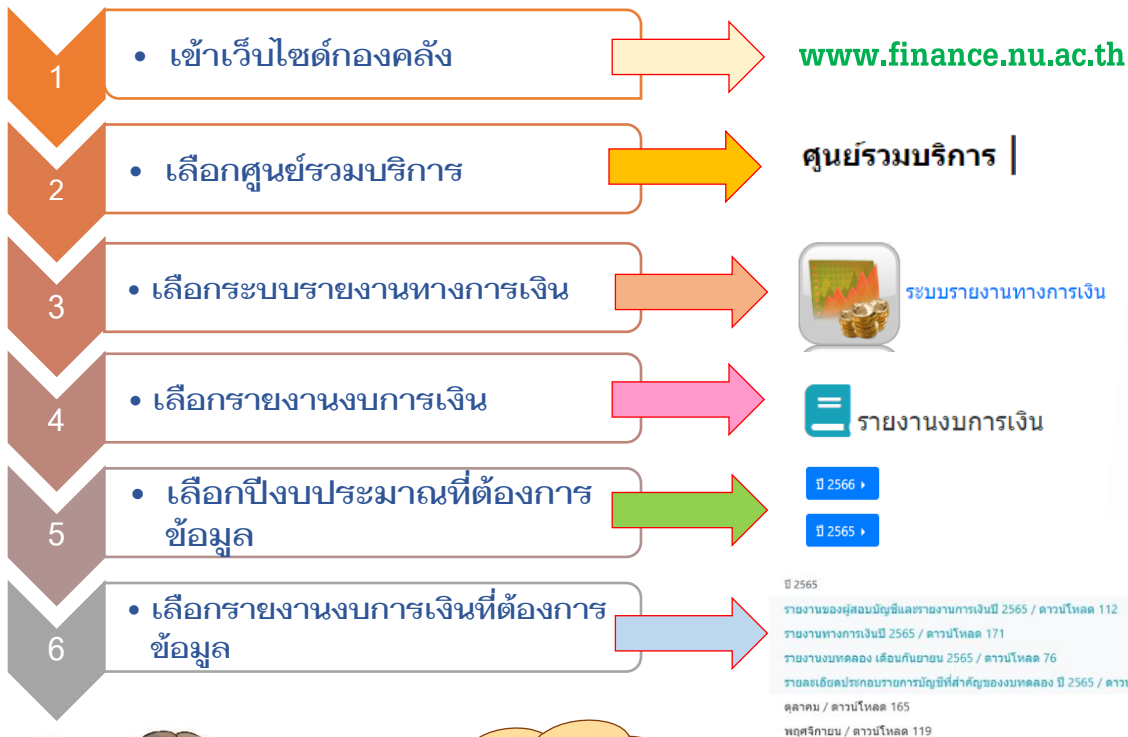 1
• เข้าเว็บไซต์กองคลัง
www.finance.nu.ac.th
2
• เลือกศูนย์รวมบริการ
ศูนย์รวมบริการ |
3
• เลือกระบบรายงานทางการเงิน
ระบบรายงานทางการเงิน
4
• เลือกรายงานงบการเงิน
รายงานงบการเงิน
5
• เลือกปีงบประมาณที่ต้องการ
ข้อมูล
ปี 2566
ปี 2565
6
• เลือกรายงานงบการเงินที่ต้องการ
ข้อมูล
ปี 2565
รายงานของผู้สอบบัญชีและรายงานการเงินปี 2565 / ดาวน์โหลด 112
รายงานทางการเงินปี 2565 / ดาวน์โหลด 171
รายงานงบทดลอง เดือนกันยายน 2565 / ดาวน์โหลด 76
รายละเอียดประกอบรายการบัญชีที่สำคัญของงบทดลอง ปี 2565 /
ตุลาคม / ดาวน์โหลด 165
พฤศจิกายน / ดาวน์โหลด 119